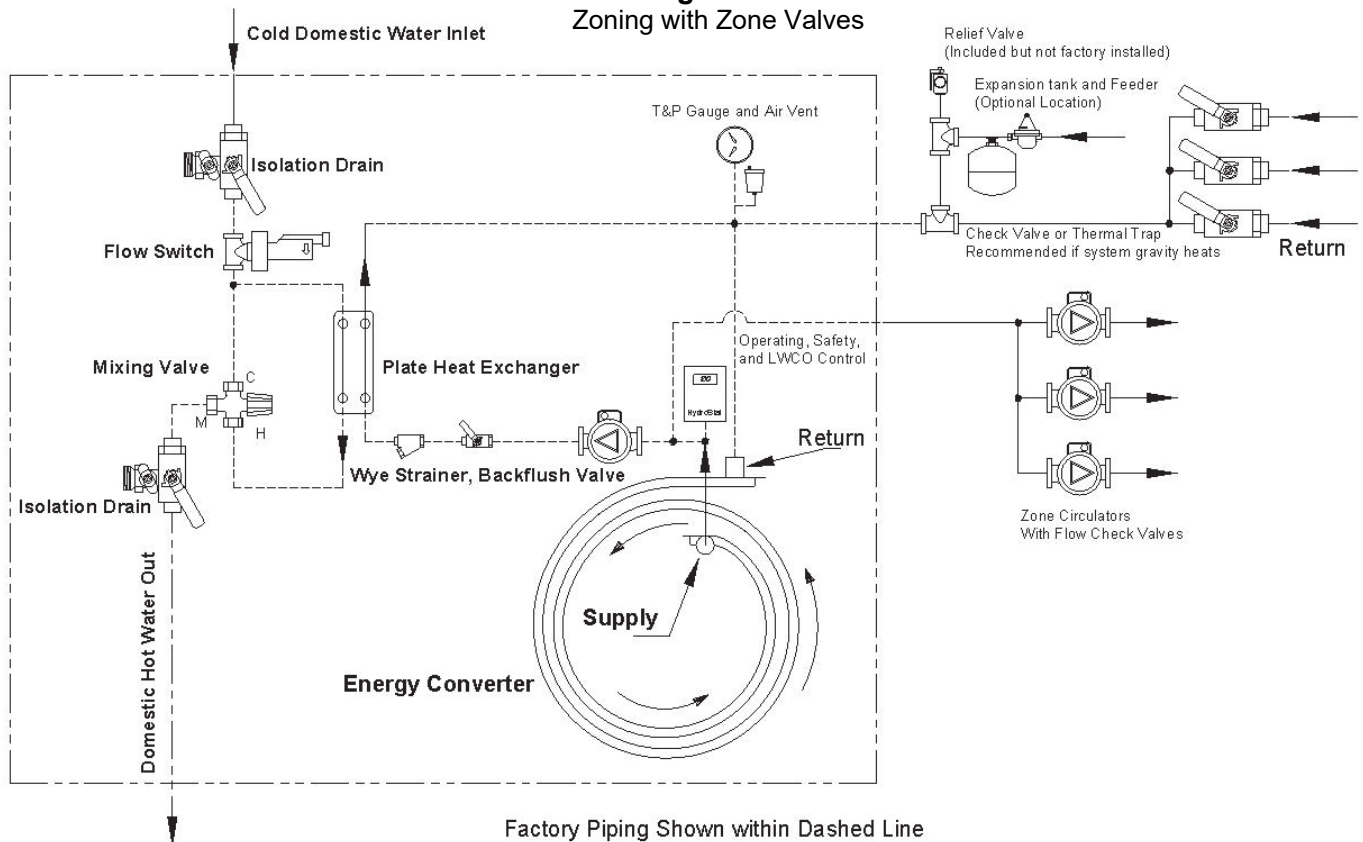 Zoning with Zone Valves
Cold Domestic Water Inlet
Relief Valve
(Included but not factory installed)
Expansion tank and Feeder
(Optional Location)
T&P Gauge and Air Vent
Isolation Drain
Flow Switch
Check Valve or Thermal Trap
Recommended if system gravity heats
Return
Operating, Safety,
and LWCO Control
Mixing Valve
C
M
H
Plate Heat Exchanger
HydroStat
Return
Wye Strainer, Backflush Valve
Isolation Drain
Zone Circulators
With Flow Check Valves
Domestic Hot Water Out
Supply
Energy Converter
Factory Piping Shown within Dashed Line